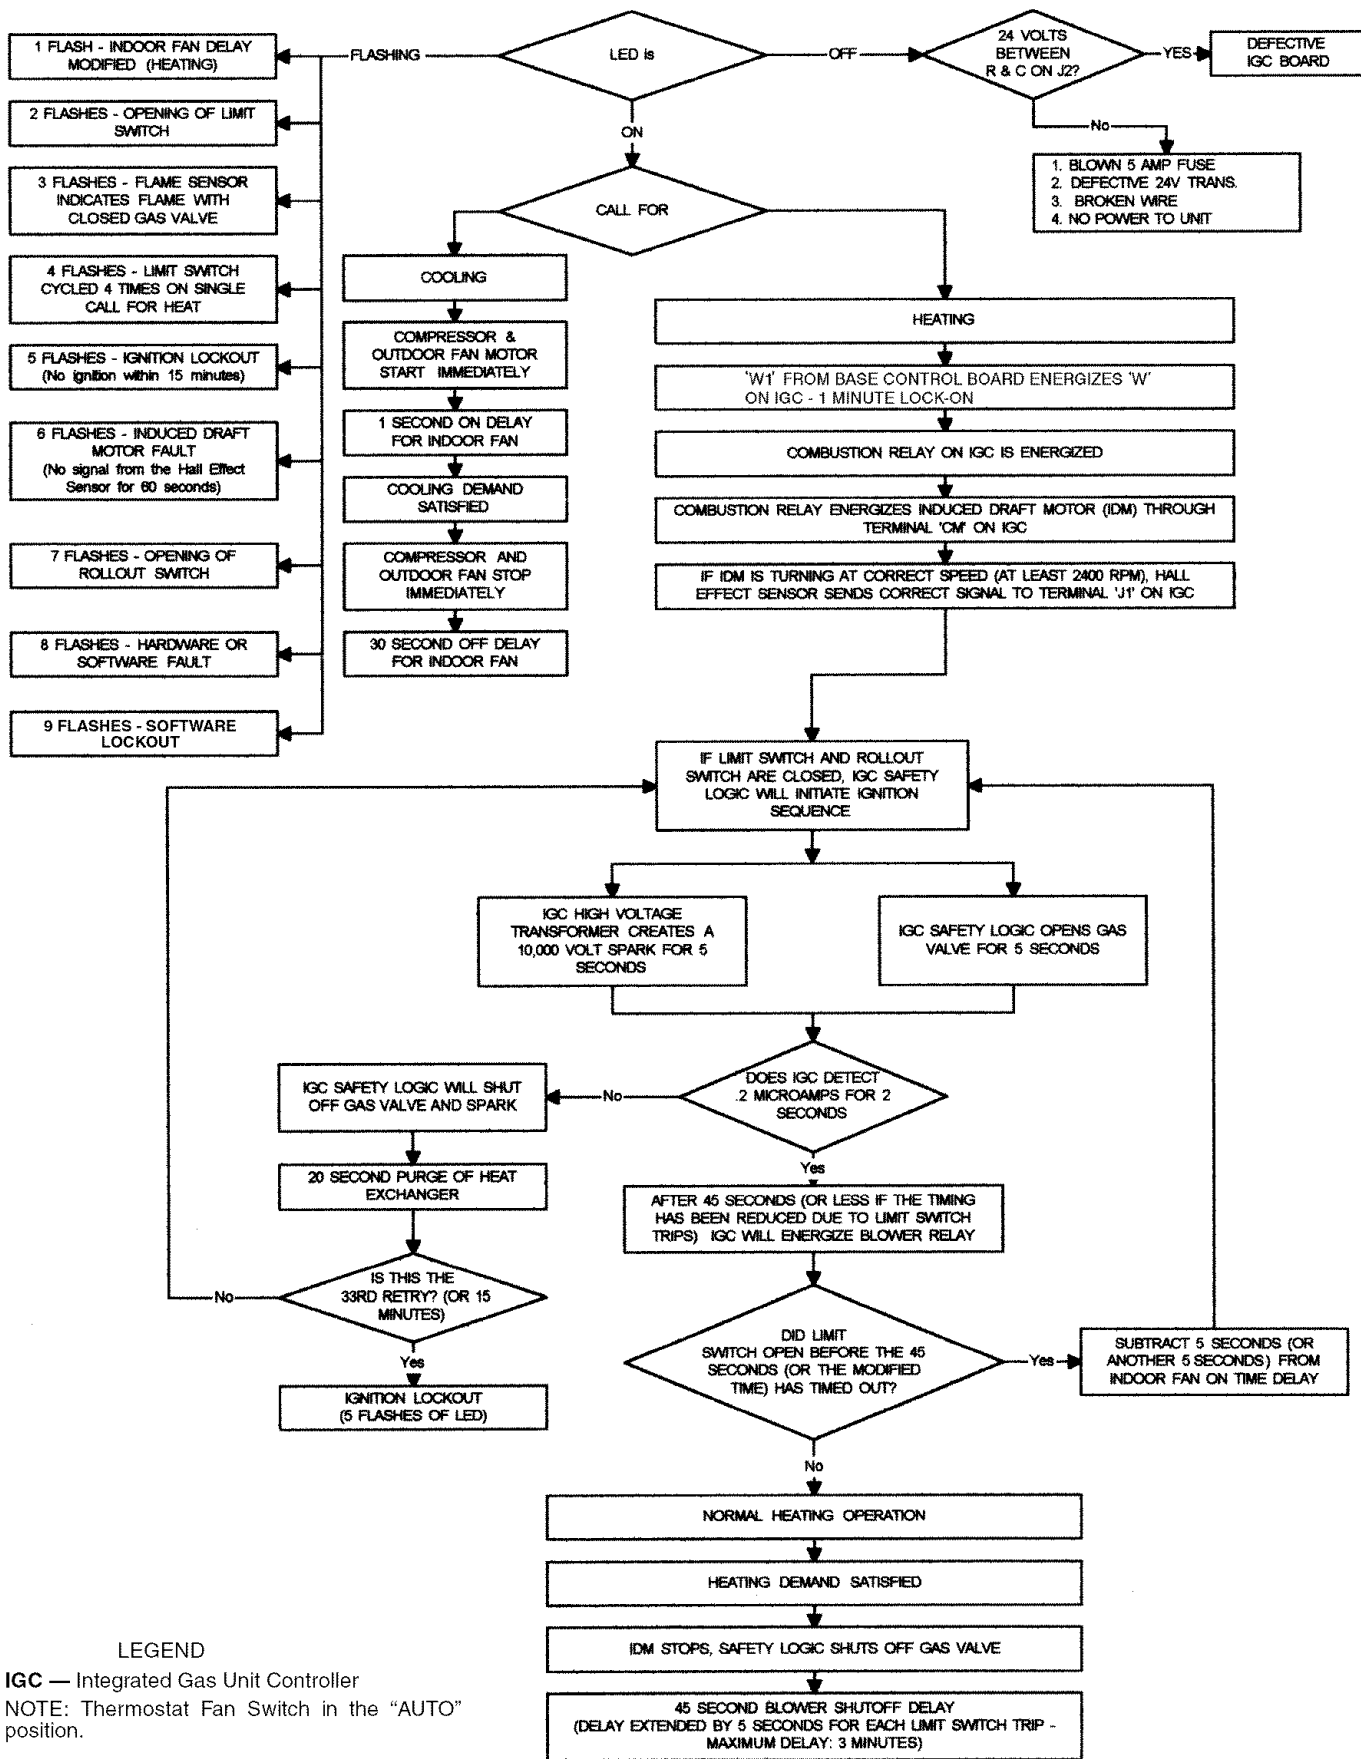 1 FLASH - INDOOR FAN DELAY
MODIFIED (HEATING)
FLASHING
LED is
OFF
24 VOLTS
BETWEEN
R & C ON J2?
YES
DEFECTIVE
IGC BOARD
2 FLASHES - OPENING OF LIMIT
SWITCH
ON
No
1. BLOWN 5 AMP FUSE
2. DEFECTIVE 24V TRANS.
3. BROKEN WIRE
4. NO POWER TO UNIT
3 FLASHES - FLAME SENSOR
INDICATES FLAME WITH
CLOSED GAS VALVE
CALL FOR
4 FLASHES - LIMIT SWITCH
CYCLED 4 TIMES ON SINGLE
CALL FOR HEAT
5 FLASHES - IGNITION LOCKOUT
(No ignition within 15 minutes)
6 FLASHES - INDUCED DRAFT
MOTOR FAULT
(No signal from the Hall Effect
Sensor for 60 seconds)
7 FLASHES - OPENING OF
ROLLOUT SWITCH
8 FLASHES - HARDWARE OR
SOFTWARE FAULT
9 FLASHES - SOFTWARE
LOCKOUT
COOLING
COMPRESSOR &
OUTDOOR FAN MOTOR
START IMMEDIATELY
1 SECOND ON DELAY
FOR INDOOR FAN
COOLING DEMAND
SATISFIED
COMPRESSOR AND
OUTDOOR FAN STOP
IMMEDIATELY
30 SECOND OFF DELAY
FOR INDOOR FAN
HEATING
'W1' FROM BASE CONTROL BOARD ENERGIZES 'W'
ON IGC - 1 MINUTE LOCK-ON
COMBUSTION RELAY ON IGC IS ENERGIZED
COMBUSTION RELAY ENERGIZES INDUCED DRAFT MOTOR (IDM) THROUGH
TERMINAL 'CM' ON IGC
IF IDM IS TURNING AT CORRECT SPEED (AT LEAST 2400 RPM), HALL
EFFECT SENSOR SENDS CORRECT SIGNAL TO TERMINAL 'J1' ON IGC
IF LIMIT SWITCH AND ROLLOUT
SWITCH ARE CLOSED, IGC SAFETY
LOGIC WILL INITIATE IGNITION
SEQUENCE
IGC HIGH VOLTAGE
TRANSFORMER CREATES A
10,000 VOLT SPARK FOR 5
SECONDS
IGC SAFETY LOGIC OPENS GAS
VALVE FOR 5 SECONDS
DOES IGC DETECT
.2 MICROAMPS FOR 2
SECONDS
No
IGC SAFETY LOGIC WILL SHUT
OFF GAS VALVE AND SPARK
20 SECOND PURGE OF HEAT
EXCHANGER
IS THIS THE
33RD RETRY? (OR 15
MINUTES)
No
Yes
IGNITION LOCKOUT
(5 FLASHES OF LED)
Yes
AFTER 45 SECONDS (OR LESS IF THE TIMING
HAS BEEN REDUCED DUE TO LIMIT SWITCH
TRIPS) IGC WILL ENERGIZE BLOWER RELAY
DID LIMIT
SWITCH OPEN BEFORE THE 45
SECONDS (OR THE MODIFIED
TIME) HAS TIMED OUT?
Yes
SUBTRACT 5 SECONDS (OR
ANOTHER 5 SECONDS) FROM
INDOOR FAN ON TIME DELAY
No
NORMAL HEATING OPERATION
HEATING DEMAND SATISFIED
IDM STOPS, SAFETY LOGIC SHUTS OFF GAS VALVE
45 SECOND BLOWER SHUTOFF DELAY
(DELAY EXTENDED BY 5 SECONDS FOR EACH LIMIT SWITCH TRIP -
MAXIMUM DELAY: 3 MINUTES)
LEGEND
IGC — Integrated Gas Unit Controller
NOTE: Thermostat Fan Switch in the “AUTO”
position.